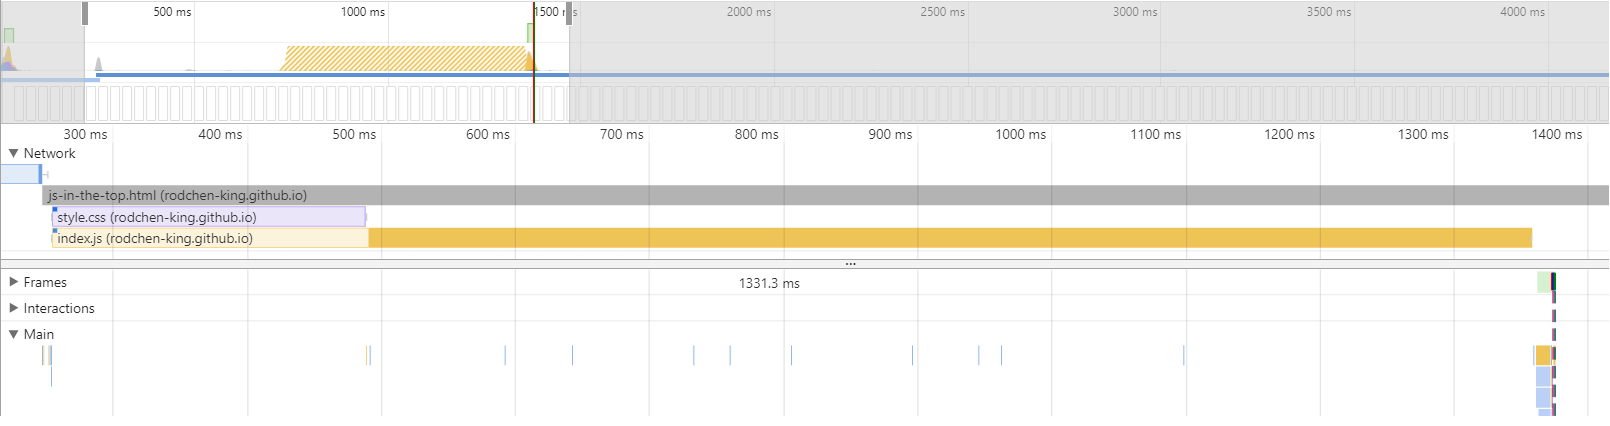 500 ms 1000 ms 1500 ms 2000 ms 2500 ms 3000 ms 3500 ms 4000 ms
300 ms 400 ms 500 ms 600 ms 700 ms 800 ms 900 ms 1000 ms 1100 ms 1200 ms 1300 ms 1400 ms
Network
js-in-the-top.html (rodchen-king.github.io)
style.css (rodchen-king.github.io)
index.js (rodchen-king.github.io)
...
Frames 1331.3 ms
Interactions
Main